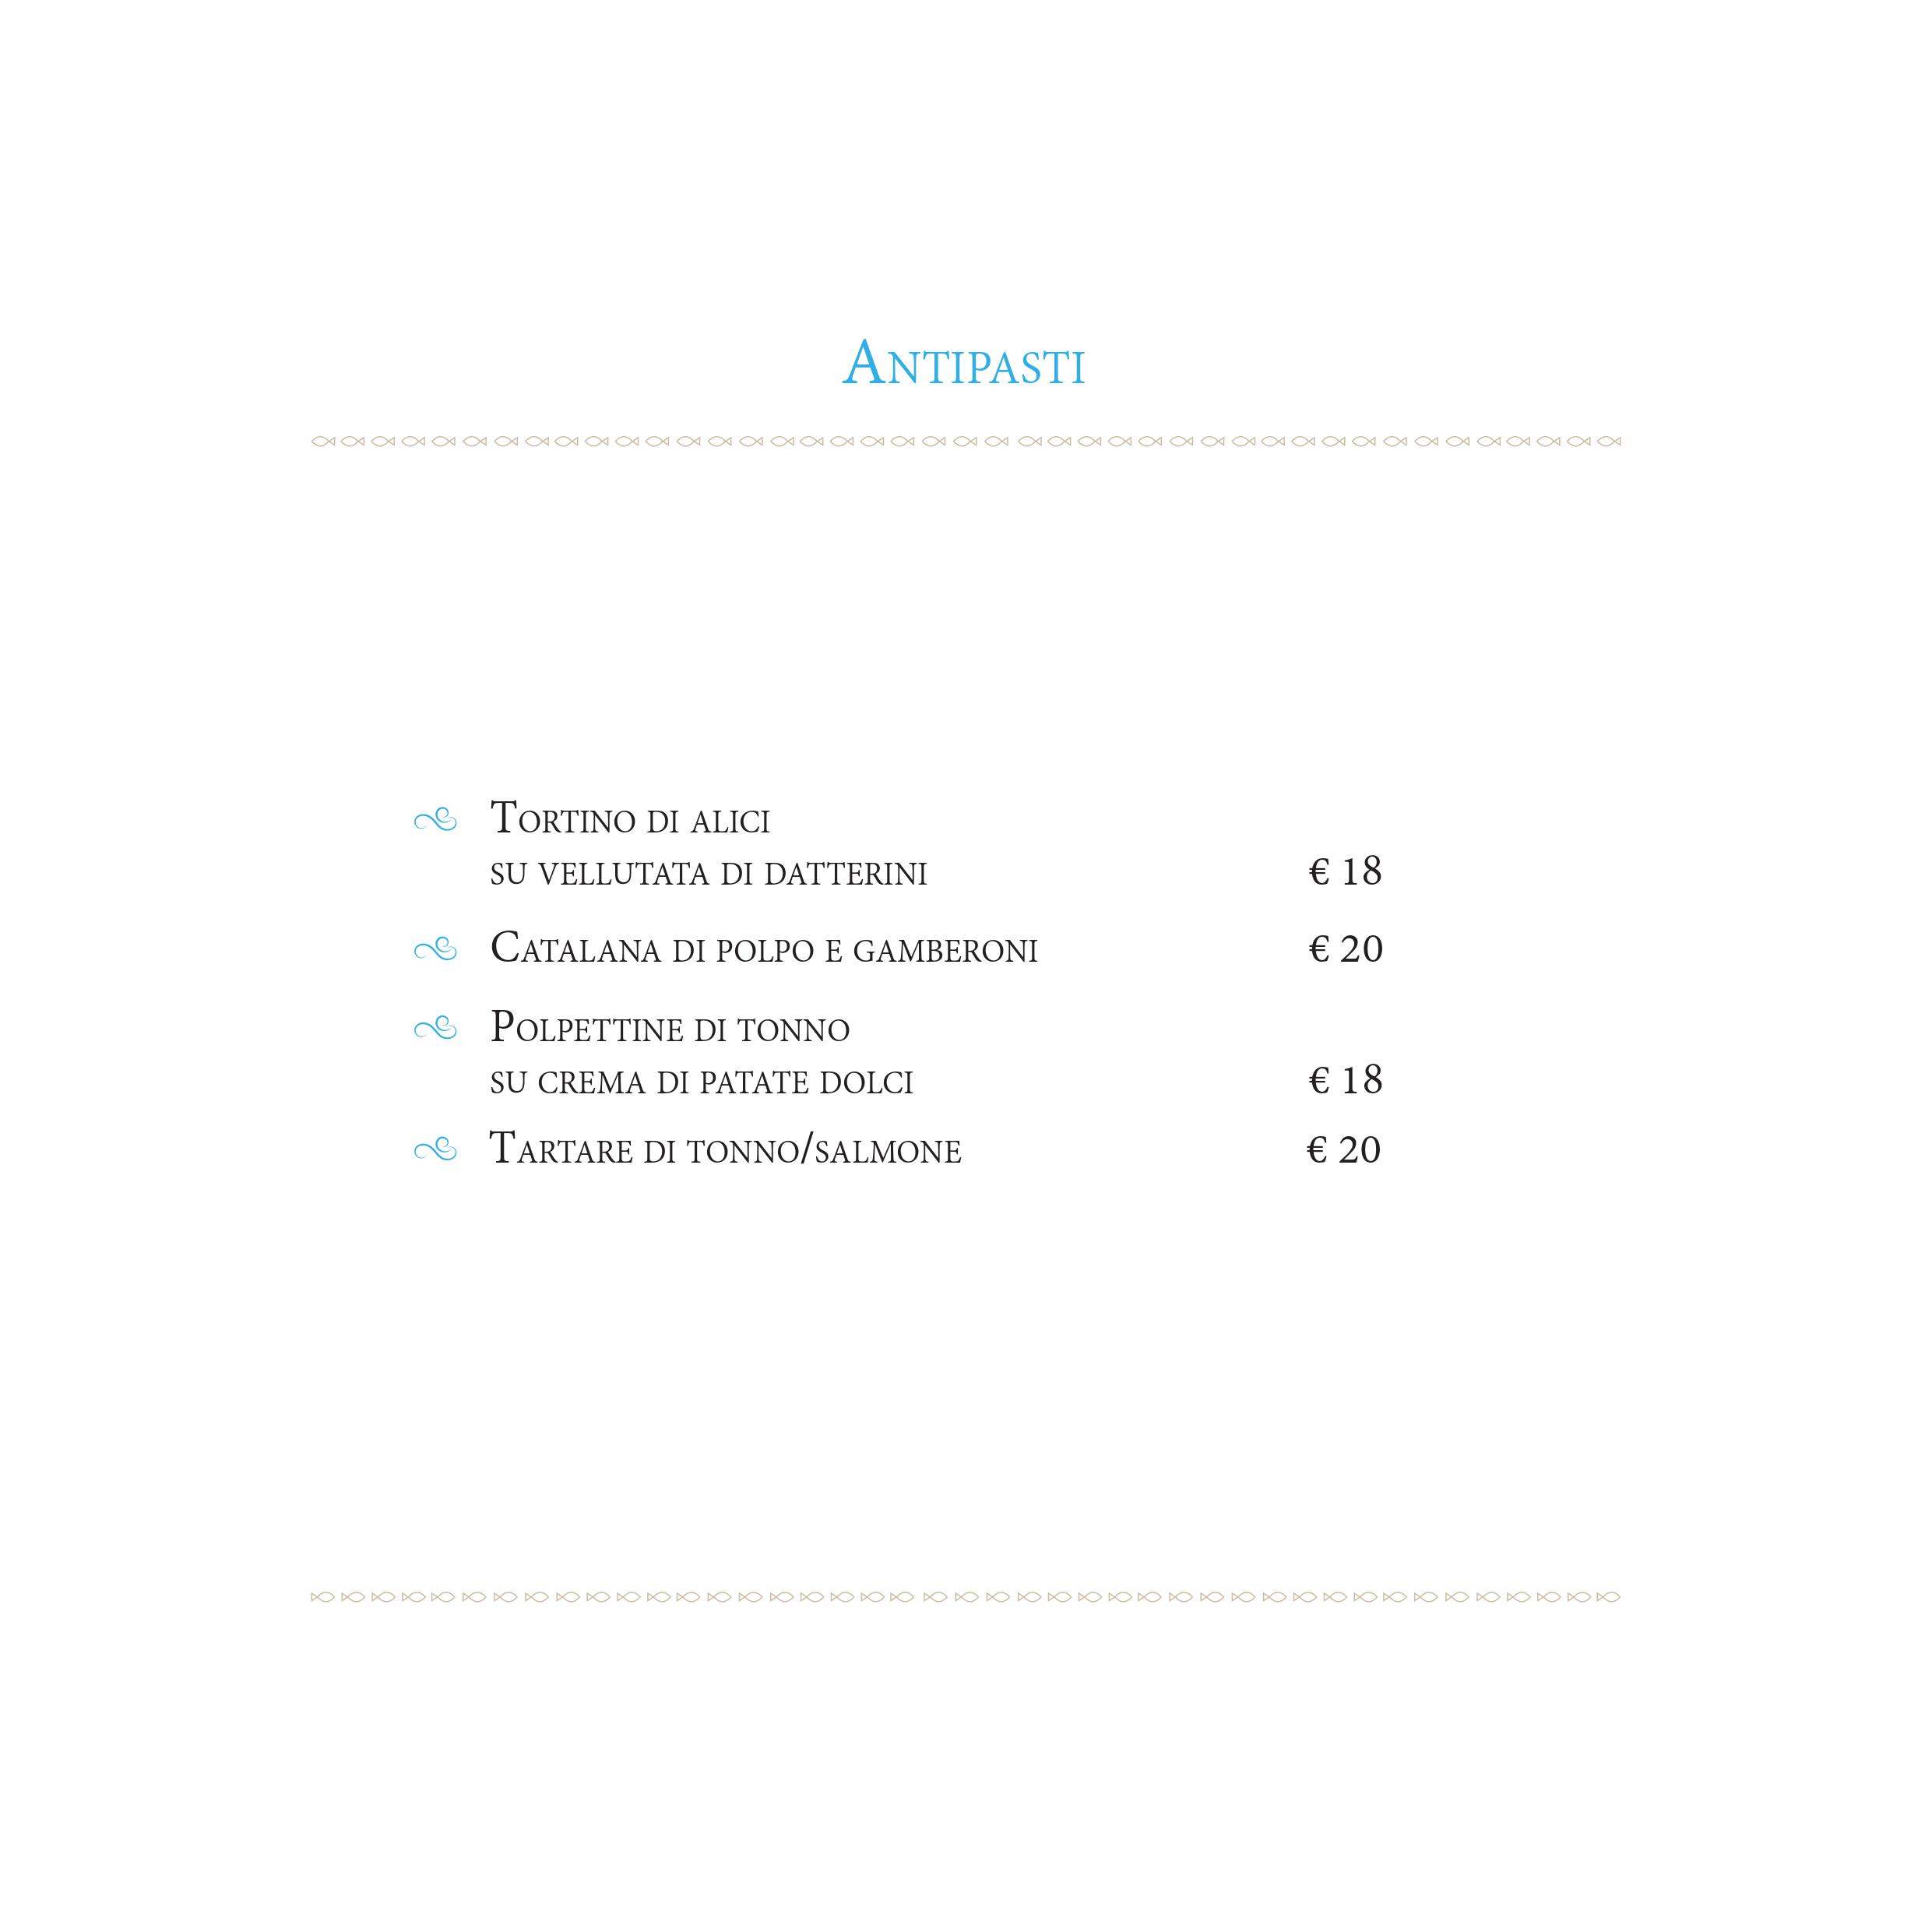 Antipasti
Tortino di alici
su vellutata di datterini € 18
Catalana di polpo e gamberoni € 20
Polpettine di tonno
su crema di patate dolci € 18
Tartare di tonno/salmone € 20